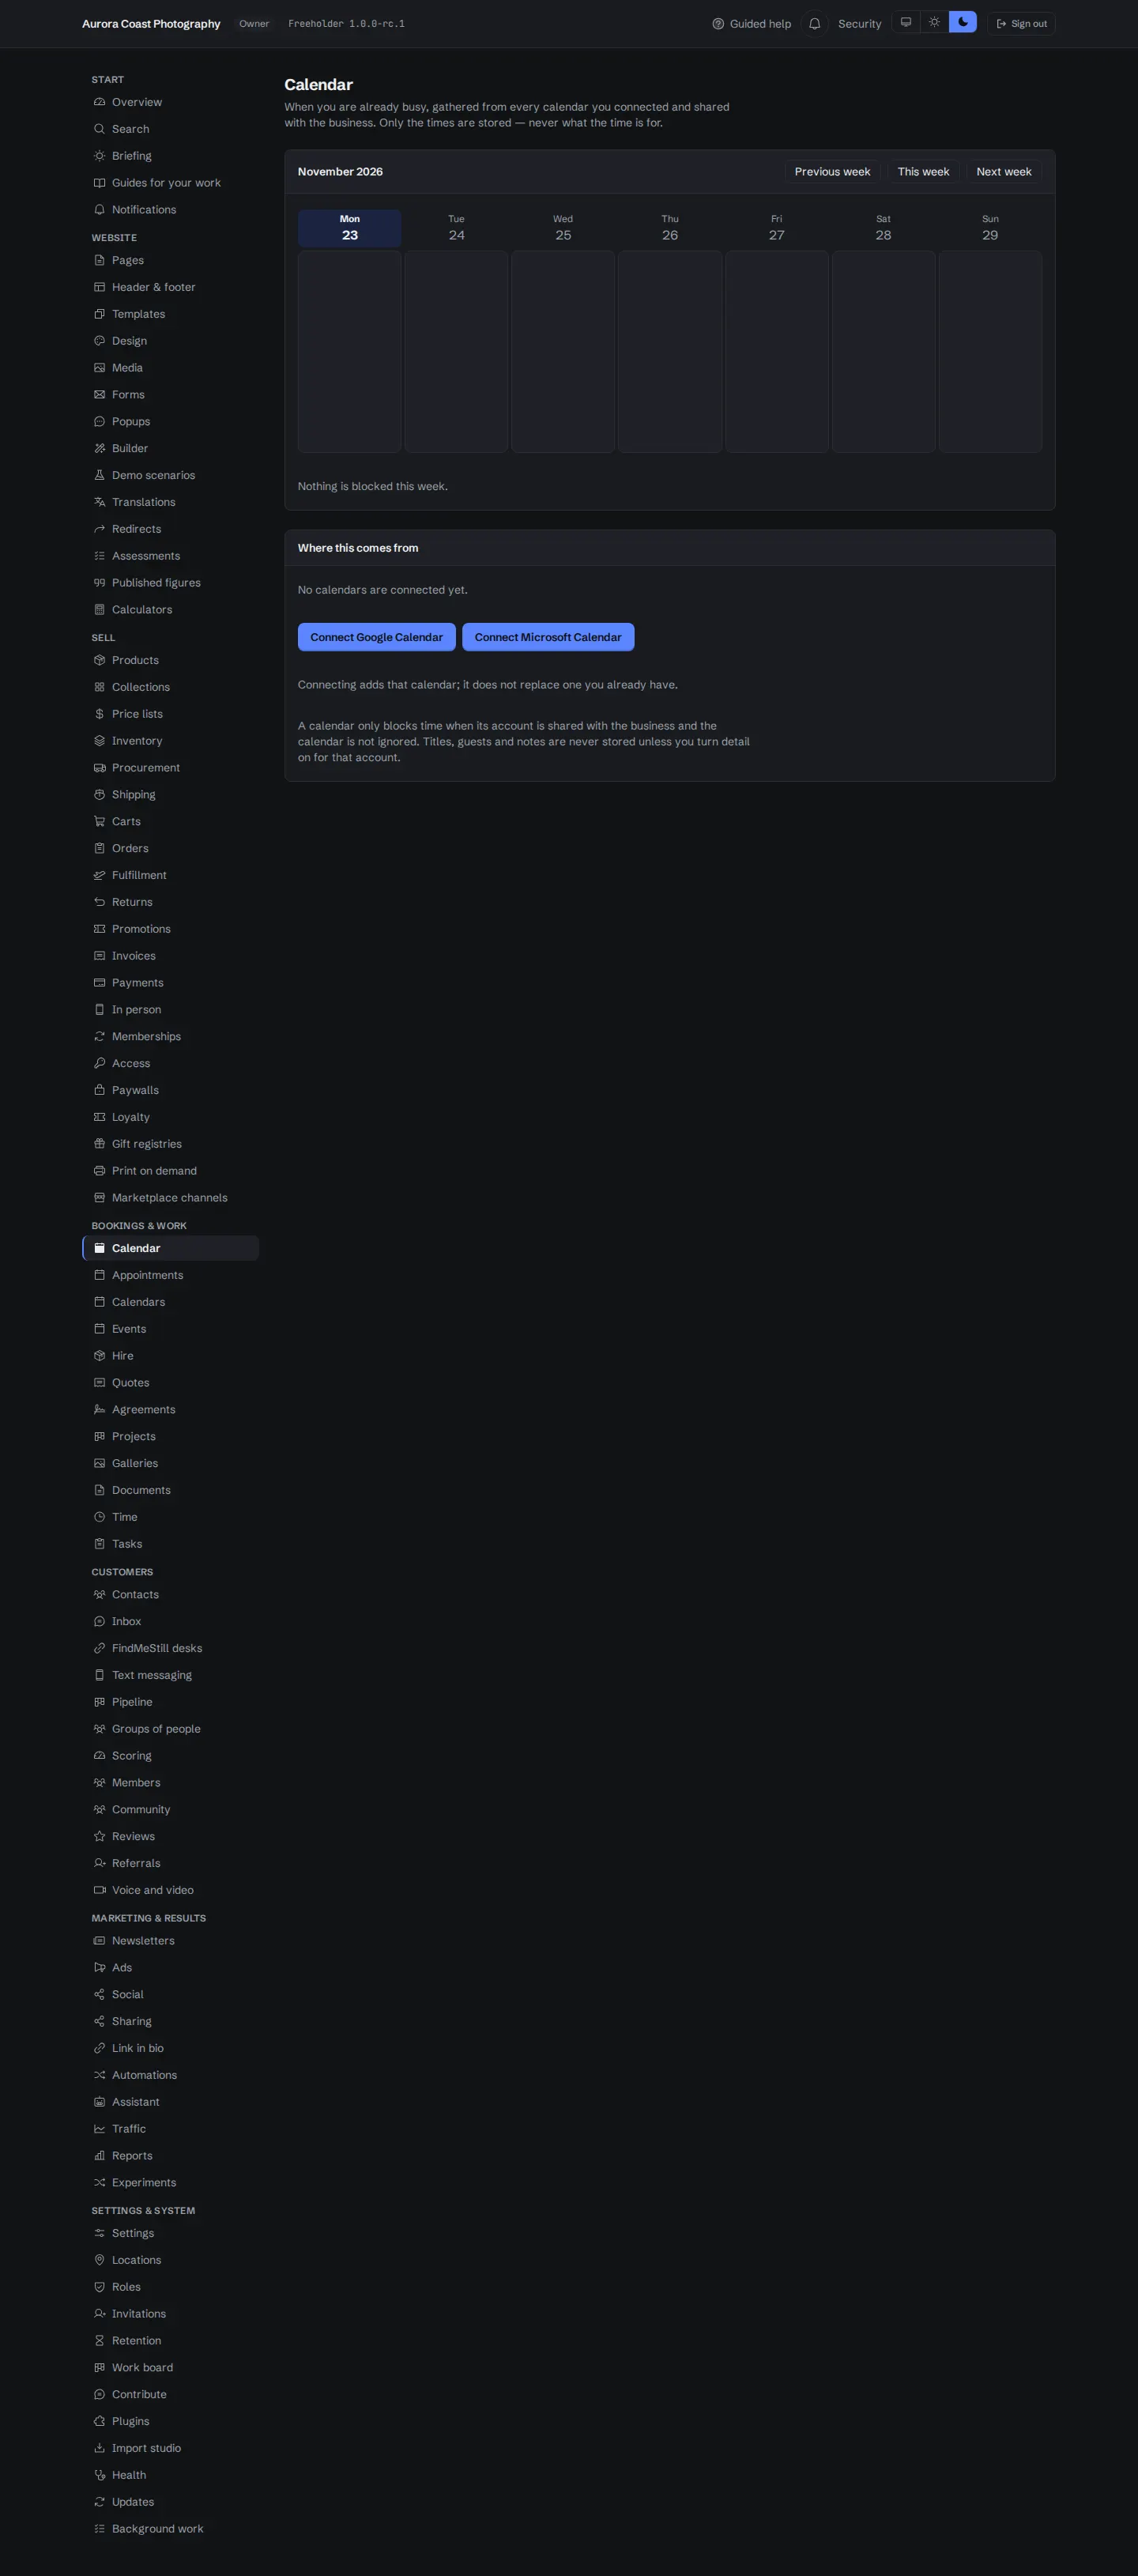 Aurora Coast Photography
Owner
Freeholder 1.0.0-rc.1
Guided help
Security
Sign out
START
Overview
Search
Briefing
Guides for your work
Notifications
WEBSITE
Pages
Header & footer
Templates
Design
Media
Forms
Popups
Builder
Demo scenarios
Translations
Redirects
Assessments
Published figures
Calculators
SELL
Products
Collections
Price lists
Inventory
Procurement
Shipping
Carts
Orders
Fulfillment
Returns
Promotions
Invoices
Payments
In person
Memberships
Access
Paywalls
Loyalty
Gift registries
Print on demand
Marketplace channels
BOOKINGS & WORK
Calendar
Appointments
Calendars
Events
Hire
Quotes
Agreements
Projects
Galleries
Documents
Time
Tasks
CUSTOMERS
Contacts
Inbox
FindMeStill desks
Text messaging
Pipeline
Groups of people
Scoring
Members
Community
Reviews
Referrals
Voice and video
MARKETING & RESULTS
Newsletters
Ads
Social
Sharing
Link in bio
Automations
Assistant
Traffic
Reports
Experiments
SETTINGS & SYSTEM
Settings
Locations
Roles
Invitations
Retention
Work board
Contribute
Plugins
Import studio
Health
Updates
Background work
Calendar
When you are already busy, gathered from every calendar you connected and shared
with the business. Only the times are stored — never what the time is for.
November 2026
Previous week
This week
Next week
Mon 23
Tue 24
Wed 25
Thu 26
Fri 27
Sat 28
Sun 29
Nothing is blocked this week.
Where this comes from
No calendars are connected yet.
Connect Google Calendar
Connect Microsoft Calendar
Connecting adds that calendar; it does not replace one you already have.
A calendar only blocks time when its account is shared with the business and the
calendar is not ignored. Titles, guests and notes are never stored unless you turn detail
on for that account.